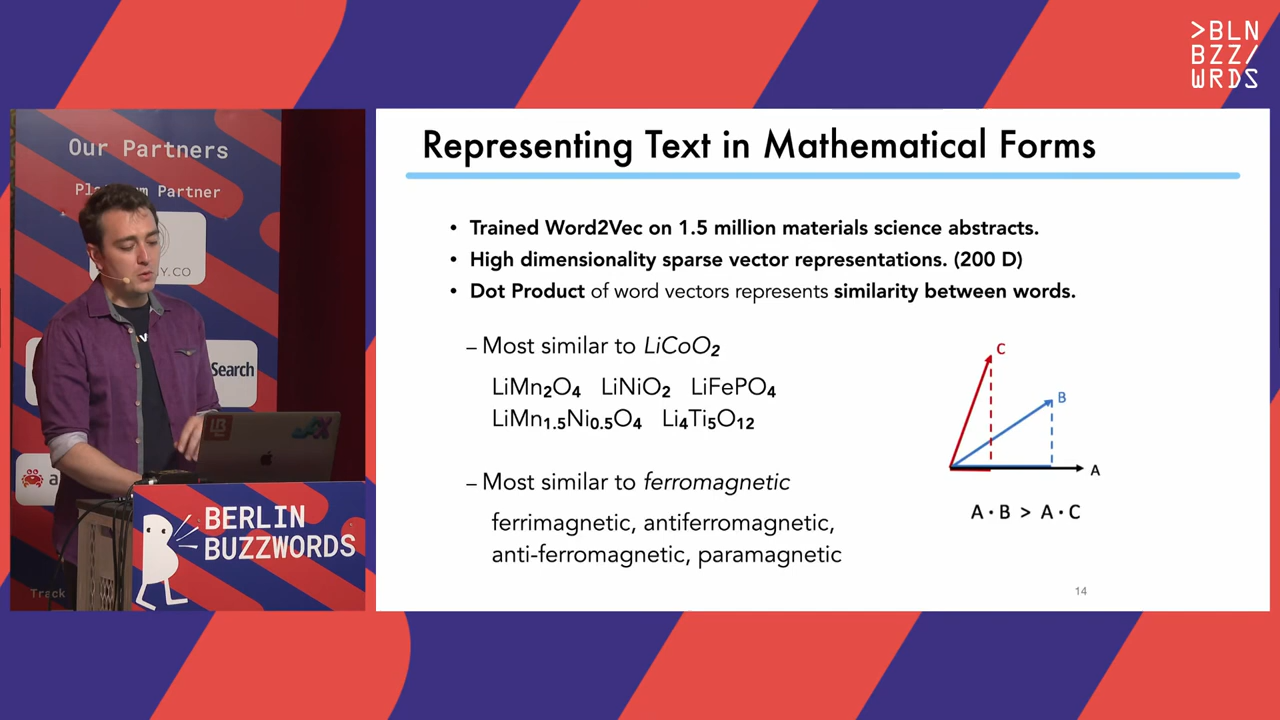 >BLN
BZZ/
WRDS
Our Partners
Partner
Y.CO
Search
a
BERLIN
BUZZWORDS
Track
Representing Text in Mathematical Forms
• Trained Word2Vec on 1.5 million materials science abstracts.
• High dimensionality sparse vector representations. (200 D)
• Dot Product of word vectors represents similarity between words.
– Most similar to LiCoO₂
LiMn₂O₄ LiNiO₂ LiFePO₄
LiMn₁.₅Ni₀.₅O₄ Li₄Ti₅O₁₂
– Most similar to ferromagnetic
ferrimagnetic, antiferromagnetic,
anti-ferromagnetic, paramagnetic
C
B
A
A · B > A · C
14